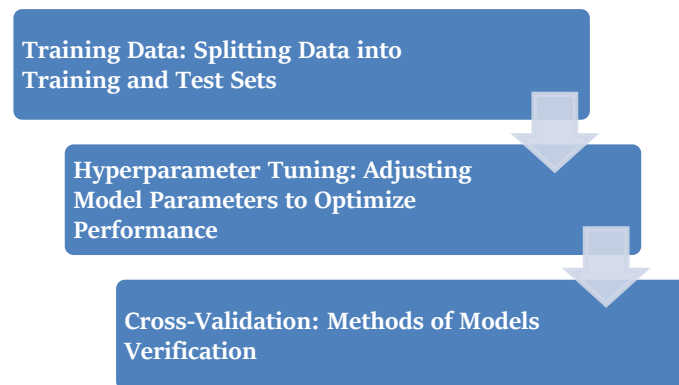 Training Data: Splitting Data into
Training and Test Sets
Hyperparameter Tuning: Adjusting
Model Parameters to Optimize
Performance
Cross-Validation: Methods of Models
Verification